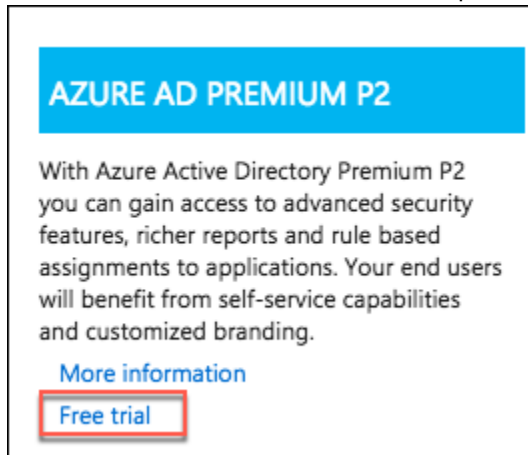 AZURE AD PREMIUM P2
With Azure Active Directory Premium P2
you can gain access to advanced security
features, richer reports and rule based
assignments to applications. Your end users
will benefit from self-service capabilities
and customized branding.
More information
Free trial